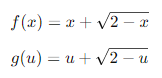 f(x) = x + √(2 − x)
g(u) = u + √(2 − u)